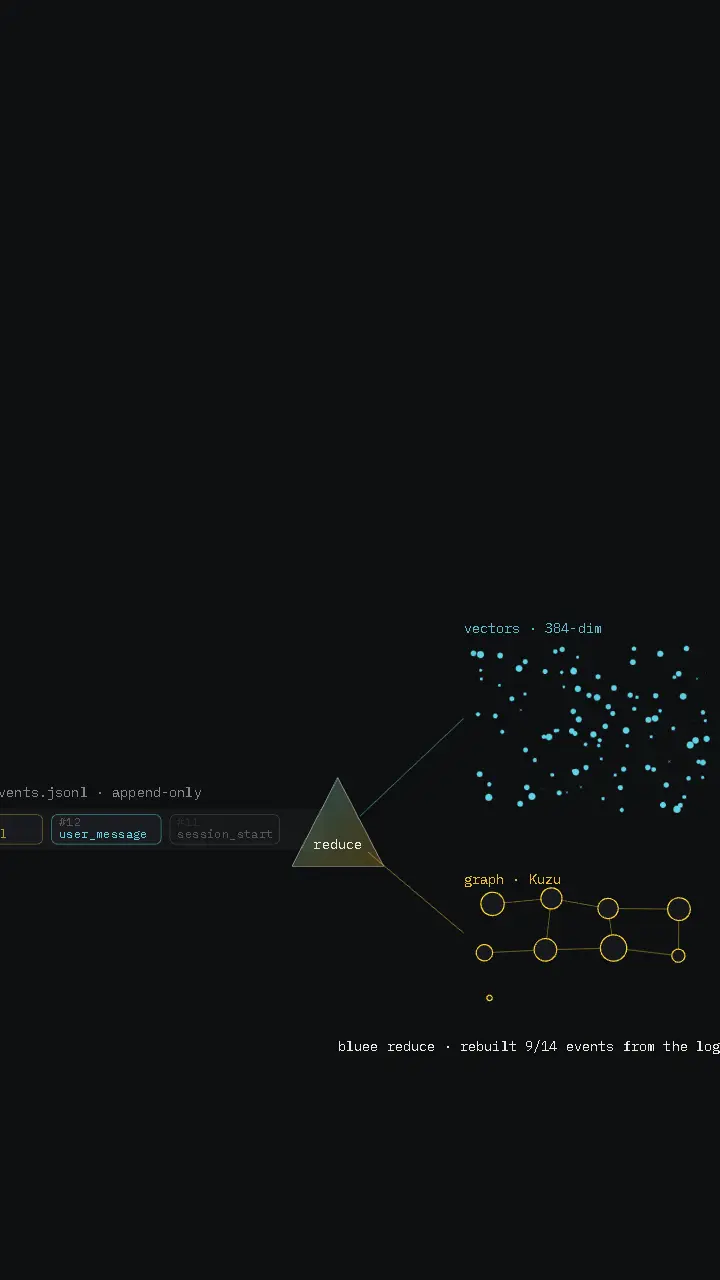 vectors · 384-dim
vents.jsonl · append-only
l
#12
user_message
#11
session_start
reduce
graph · Kuzu
bluee reduce · rebuilt 9/14 events from the log